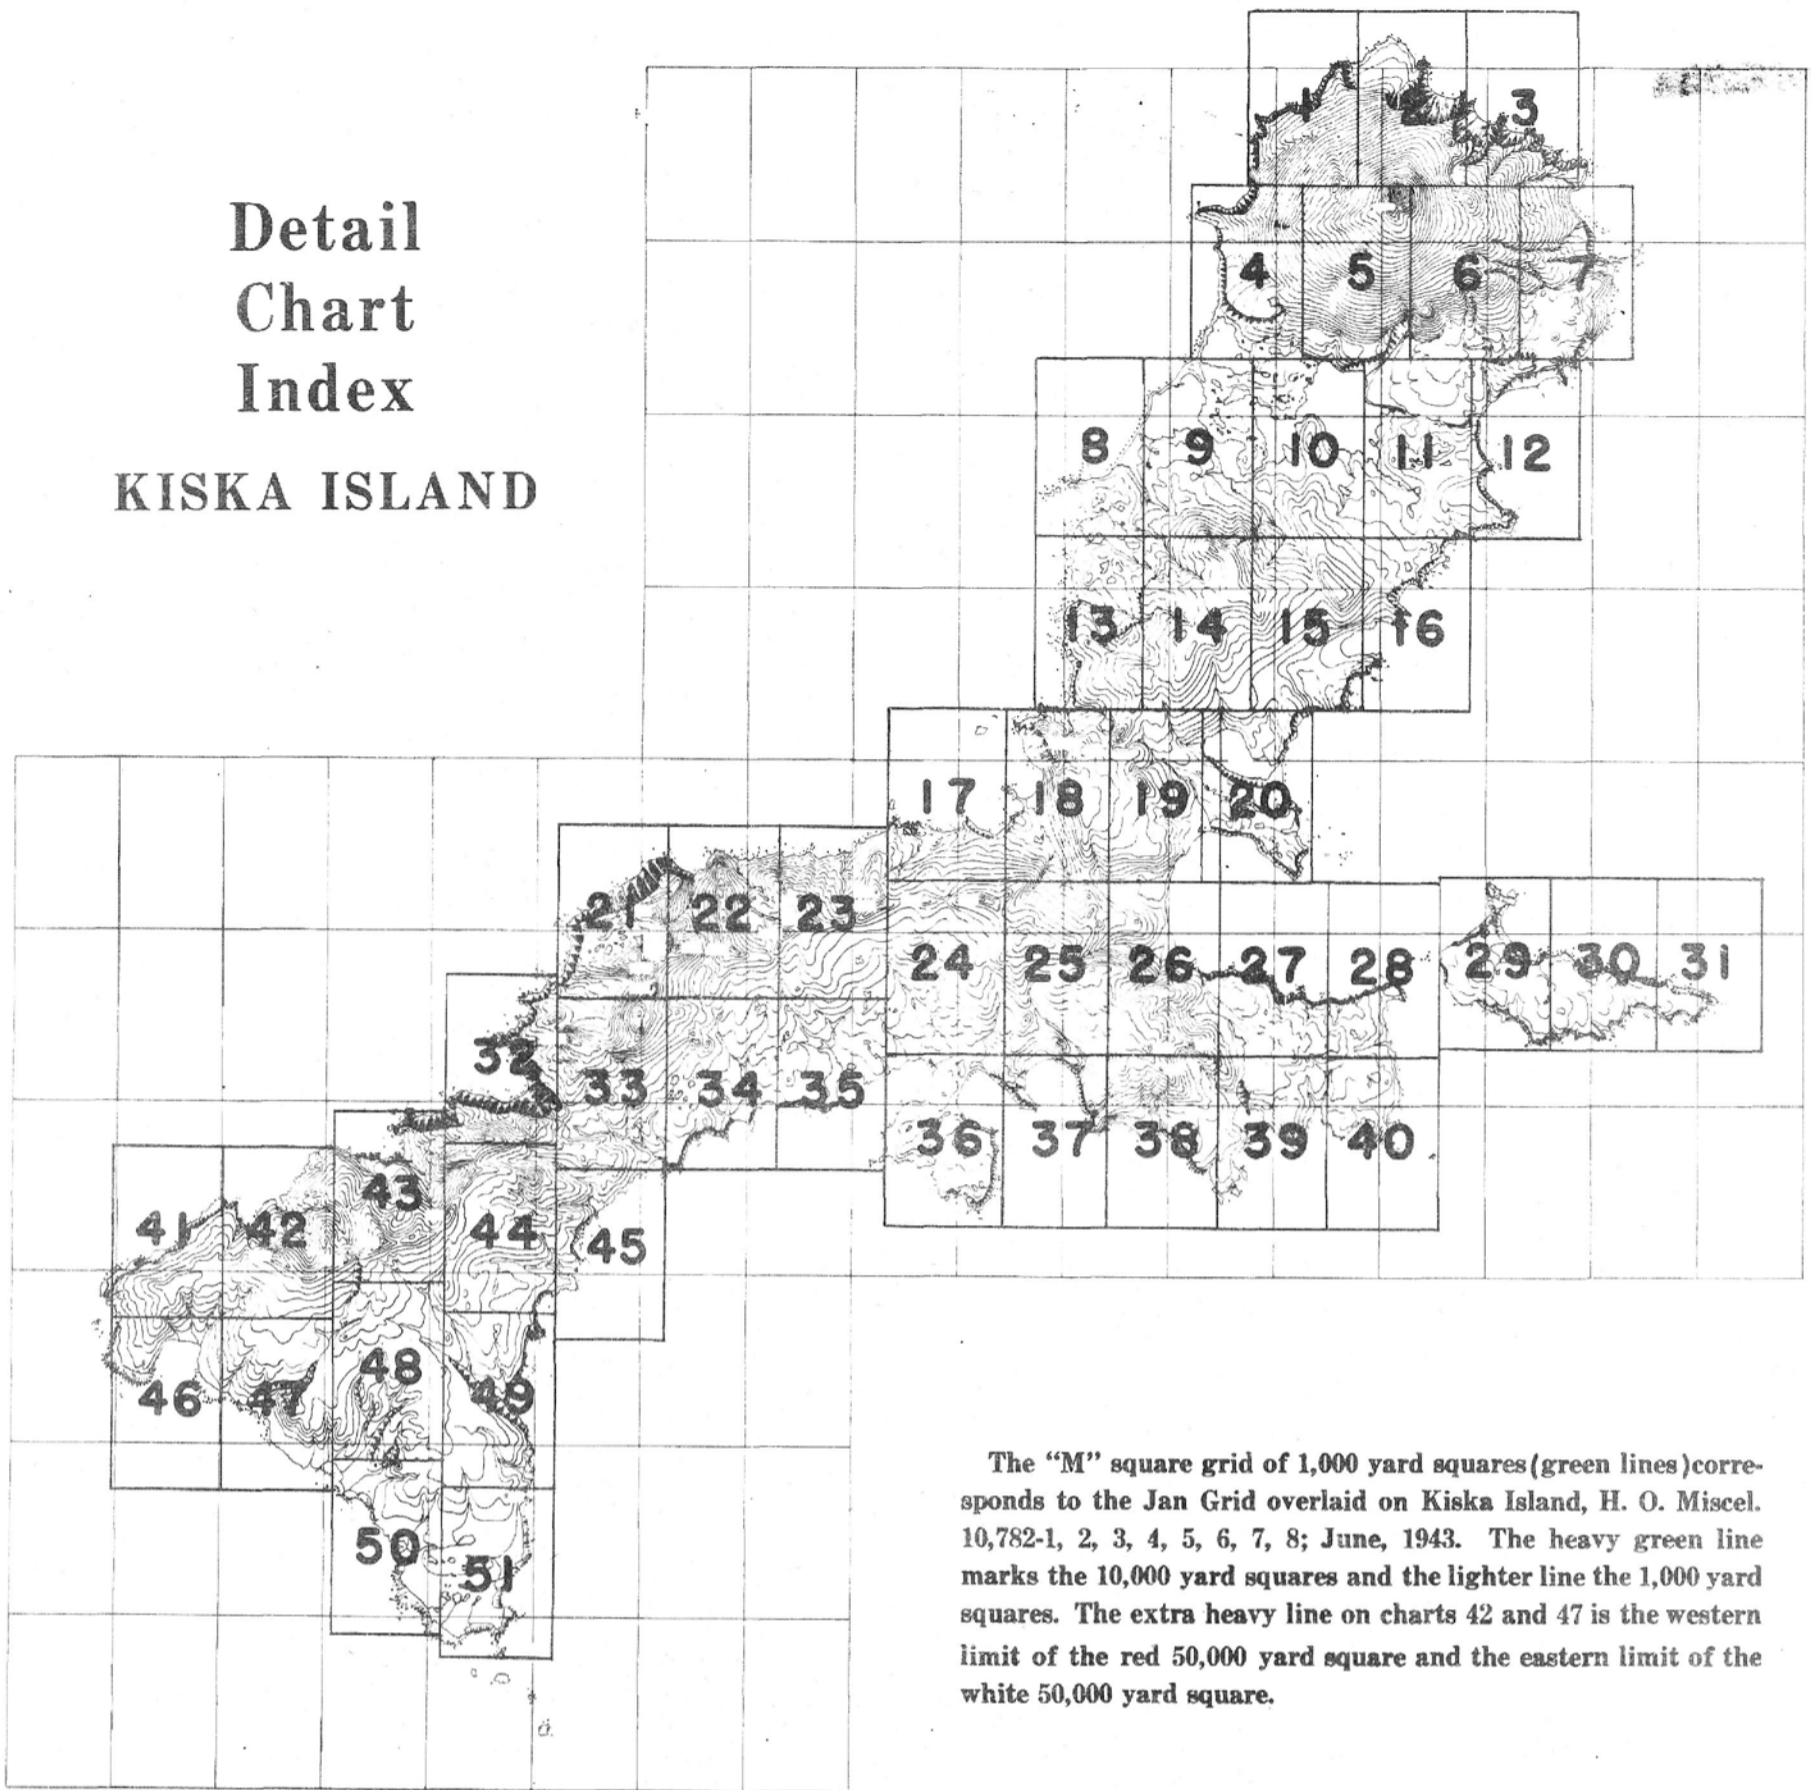 Detail
Chart
Index
KISKA ISLAND
1 2 3
4 5 6 7
8 9 10 11 12
13 14 15 16
17 18 19 20
21 22 23
24 25 26 27 28
29 30 31
32 33 34 35
36 37 38 39 40
41 42 43 44 45
46 47 48 49
50 51
The “M” square grid of 1,000 yard squares (green lines) corre-
sponds to the Jan Grid overlaid on Kiska Island, H. O. Miscel.
10,782-1, 2, 3, 4, 5, 6, 7, 8; June, 1943. The heavy green line
marks the 10,000 yard squares and the lighter line the 1,000 yard
squares. The extra heavy line on charts 42 and 47 is the western
limit of the red 50,000 yard square and the eastern limit of the
white 50,000 yard square.